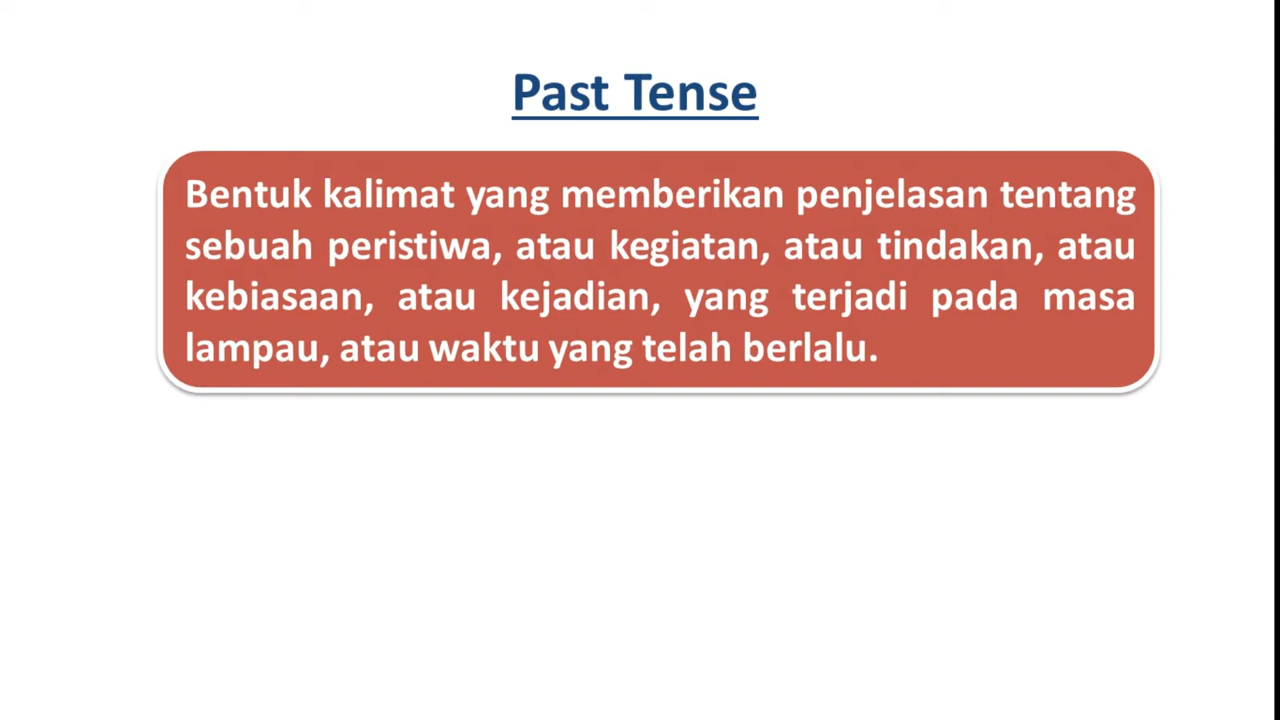 Past Tense
Bentuk kalimat yang memberikan penjelasan tentang
sebuah peristiwa, atau kegiatan, atau tindakan, atau
kebiasaan, atau kejadian, yang terjadi pada masa
lampau, atau waktu yang telah berlalu.